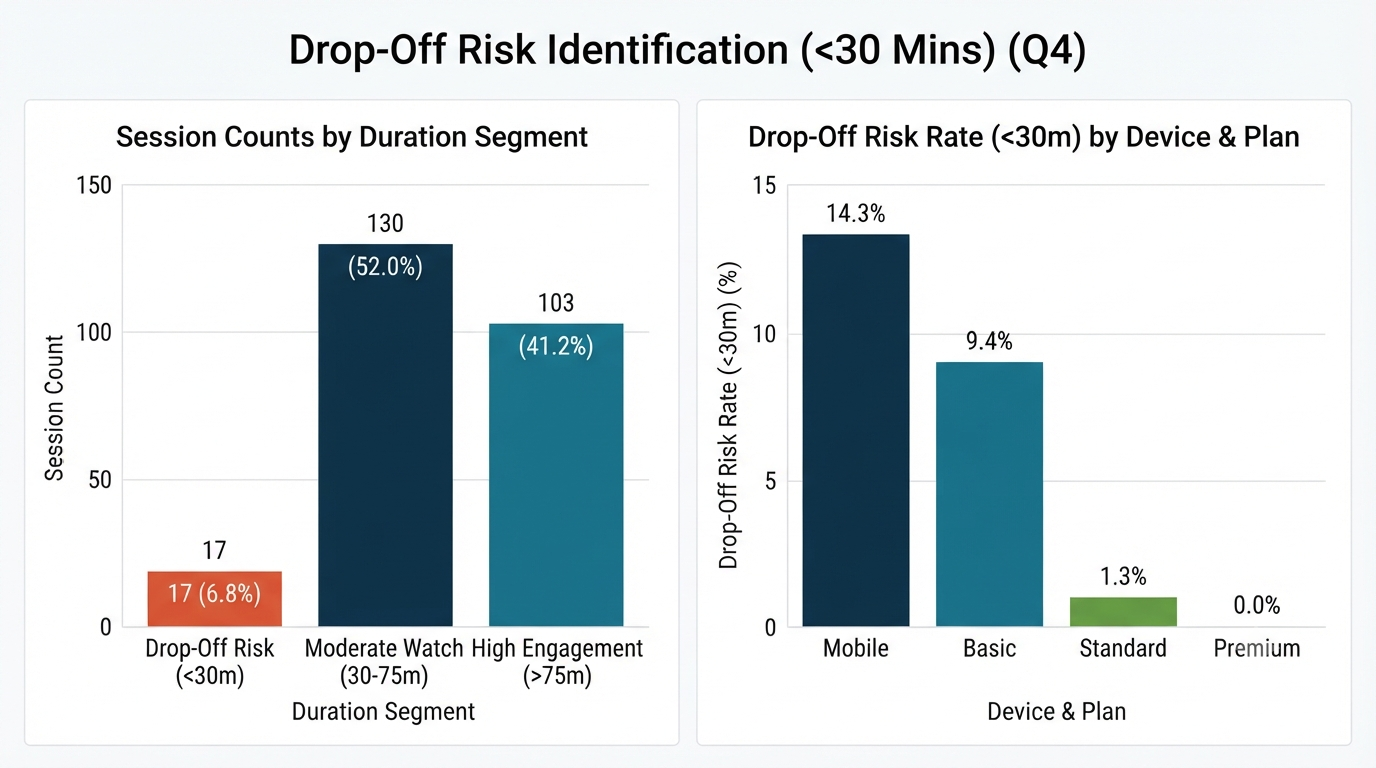 Drop-Off Risk Identification (<30 Mins) (Q4)
Session Counts by Duration Segment
150
100
50
0
Session Count
17
17 (6.8%)
130
(52.0%)
103
(41.2%)
Drop-Off Risk
(<30m)
Moderate Watch
(30-75m)
High Engagement
(>75m)
Duration Segment
Drop-Off Risk Rate (<30m) by Device & Plan
15
10
5
0
Drop-Off Risk Rate (<30m) (%)
14.3%
9.4%
1.3%
0.0%
Mobile
Basic
Standard
Premium
Device & Plan